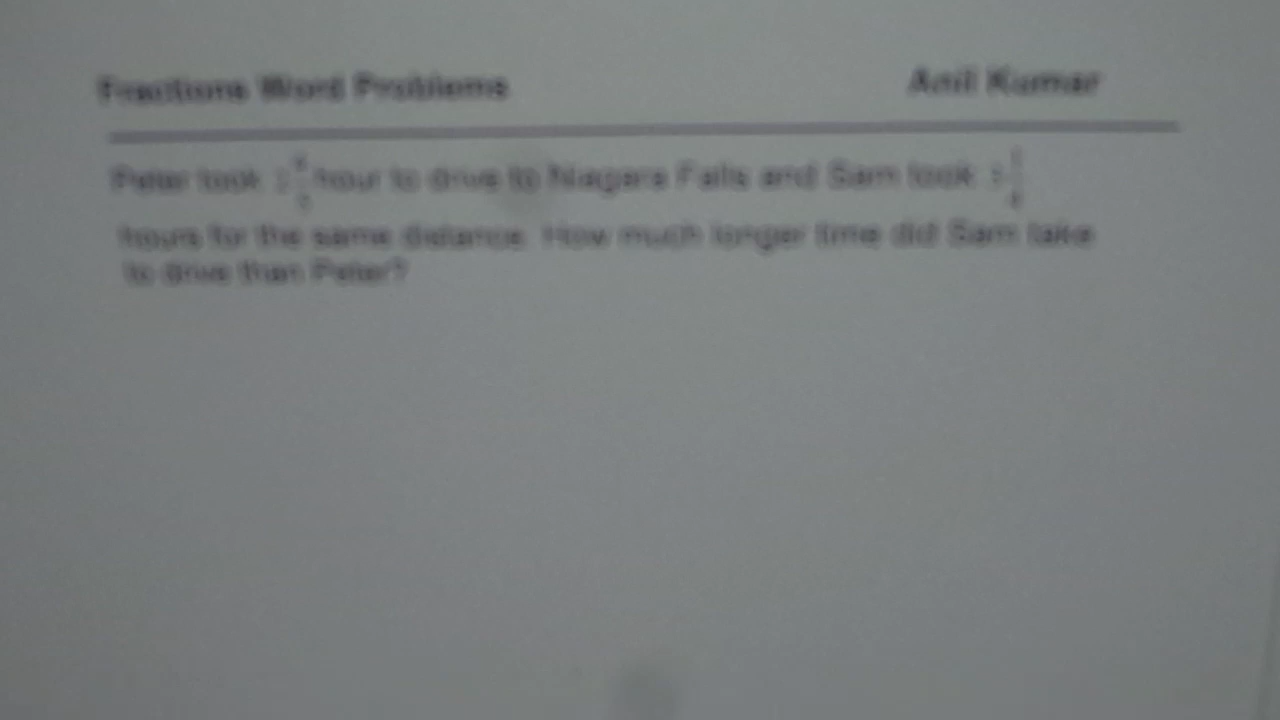 Fractions Word Problems
Anil Kumar
Peter took hour to drive to Niagara Falls and Sam took
hours for the same distance. How much longer time did Sam take
to drive than Peter?